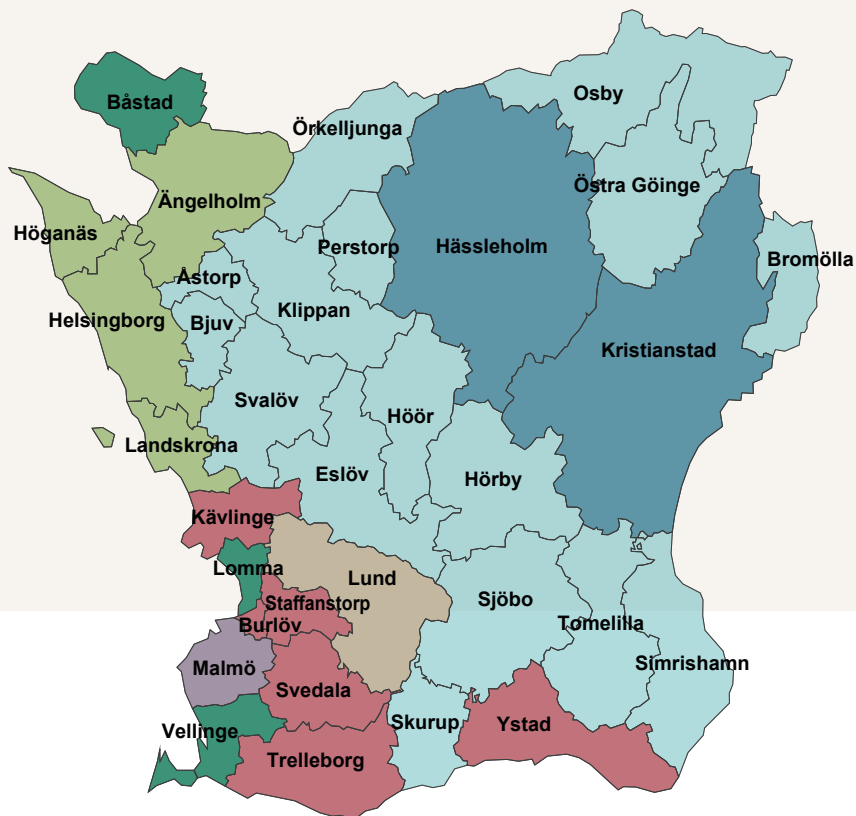 Osby
Båstad
Örkelljunga
Östra Göinge
Ängelholm
Höganäs
Perstorp
Hässleholm
Bromölla
Åstorp
Klippan
Helsingborg
Bjuv
Kristianstad
Svalöv
Höör
Landskrona
Eslöv
Hörby
Kävlinge
Lomma
Lund
Staffanstorp
Sjöbo
Burlöv
Tomelilla
Malmö
Simrishamn
Svedala
Vellinge
Skurup
Ystad
Trelleborg